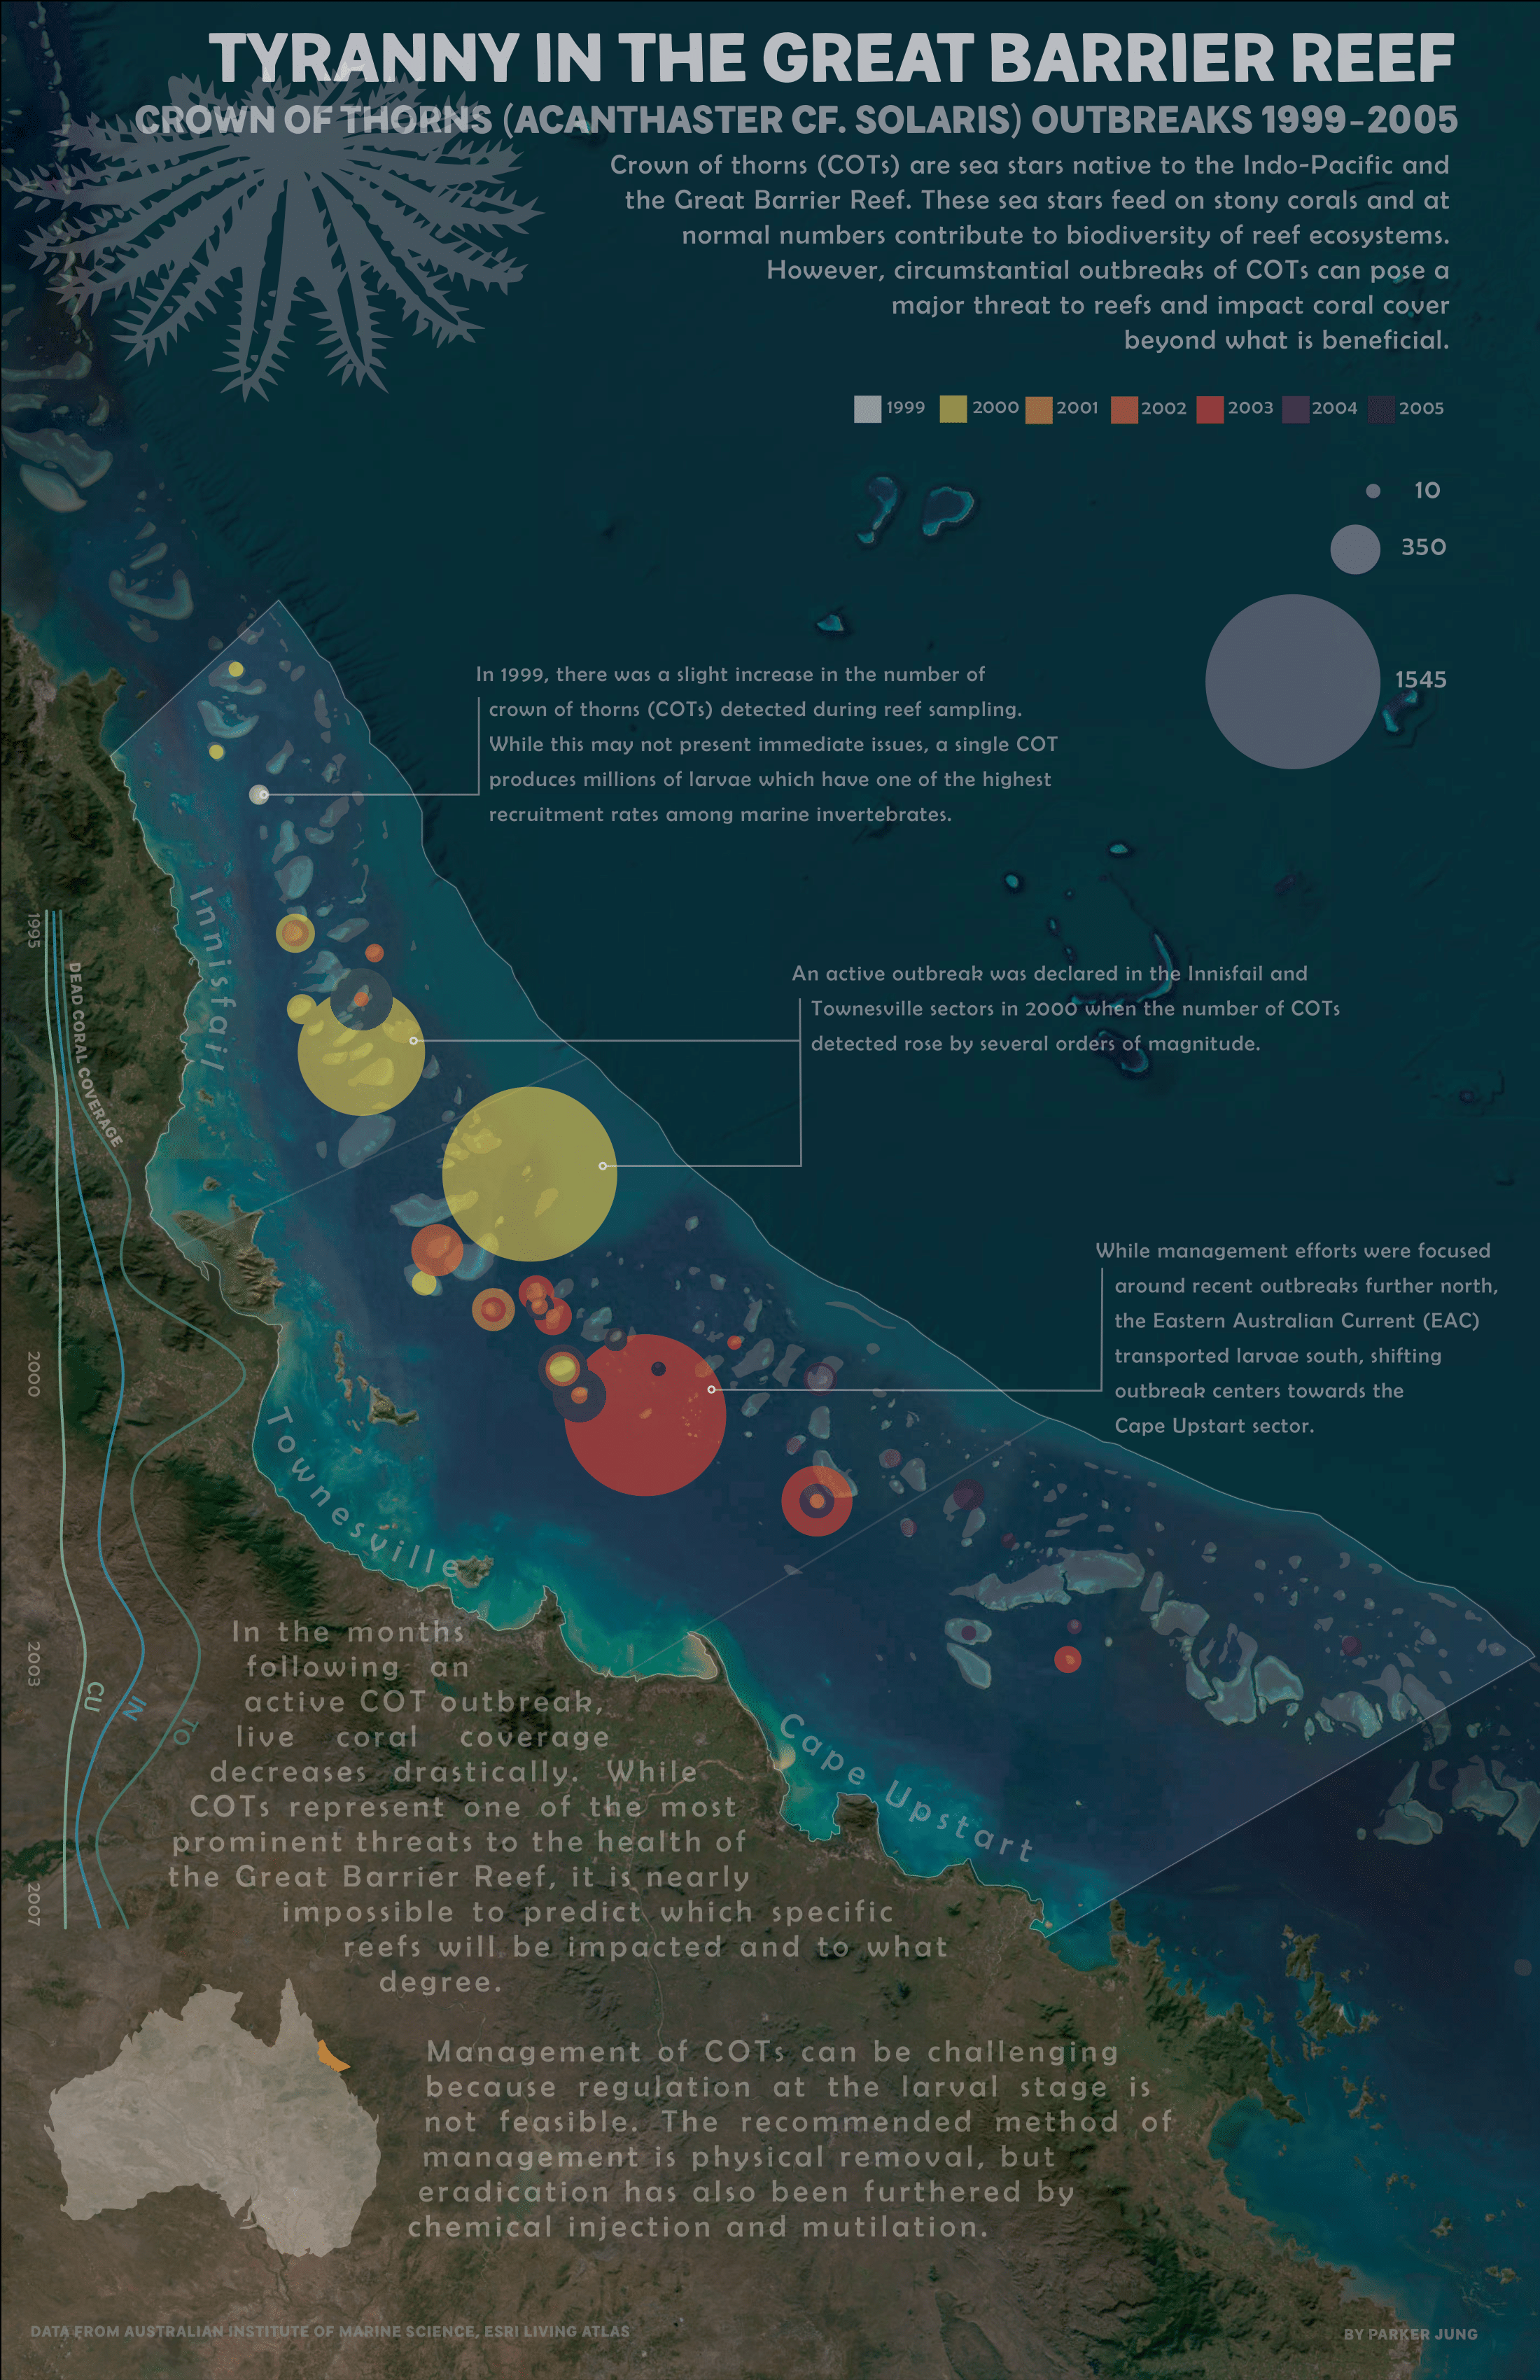 TYRANNY IN THE GREAT BARRIER REEF
CROWN OF THORNS (ACANTHASTER CF. SOLARIS) OUTBREAKS 1999-2005
Crown of thorns (COTs) are sea stars native to the Indo-Pacific and
the Great Barrier Reef. These sea stars feed on stony corals and at
normal numbers contribute to biodiversity of reef ecosystems.
However, circumstantial outbreaks of COTs can pose a
major threat to reefs and impact coral cover
beyond what is beneficial.
1999 2000 2001 2002 2003 2004 2005
10
350
1545
In 1999, there was a slight increase in the number of
crown of thorns (COTs) detected during reef sampling.
While this may not present immediate issues, a single COT
produces millions of larvae which have one of the highest
recruitment rates among marine invertebrates.
Innisfail
An active outbreak was declared in the Innisfail and
Townesville sectors in 2000 when the number of COTs
detected rose by several orders of magnitude.
While management efforts were focused
around recent outbreaks further north,
the Eastern Australian Current (EAC)
transported larvae south, shifting
outbreak centers towards the
Cape Upstart sector.
Townesville
Cape Upstart
1995
DEAD CORAL COVERAGE
2000
2003
CU
IN
TO
2007
In the months
following an
active COT outbreak,
live coral coverage
decreases drastically. While
COTs represent one of the most
prominent threats to the health of
the Great Barrier Reef, it is nearly
impossible to predict which specific
reefs will be impacted and to what
degree.
Management of COTs can be challenging
because regulation at the larval stage is
not feasible. The recommended method of
management is physical removal, but
eradication has also been furthered by
chemical injection and mutilation.
DATA FROM AUSTRALIAN INSTITUTE OF MARINE SCIENCE, ESRI LIVING ATLAS
BY PARKER JUNG